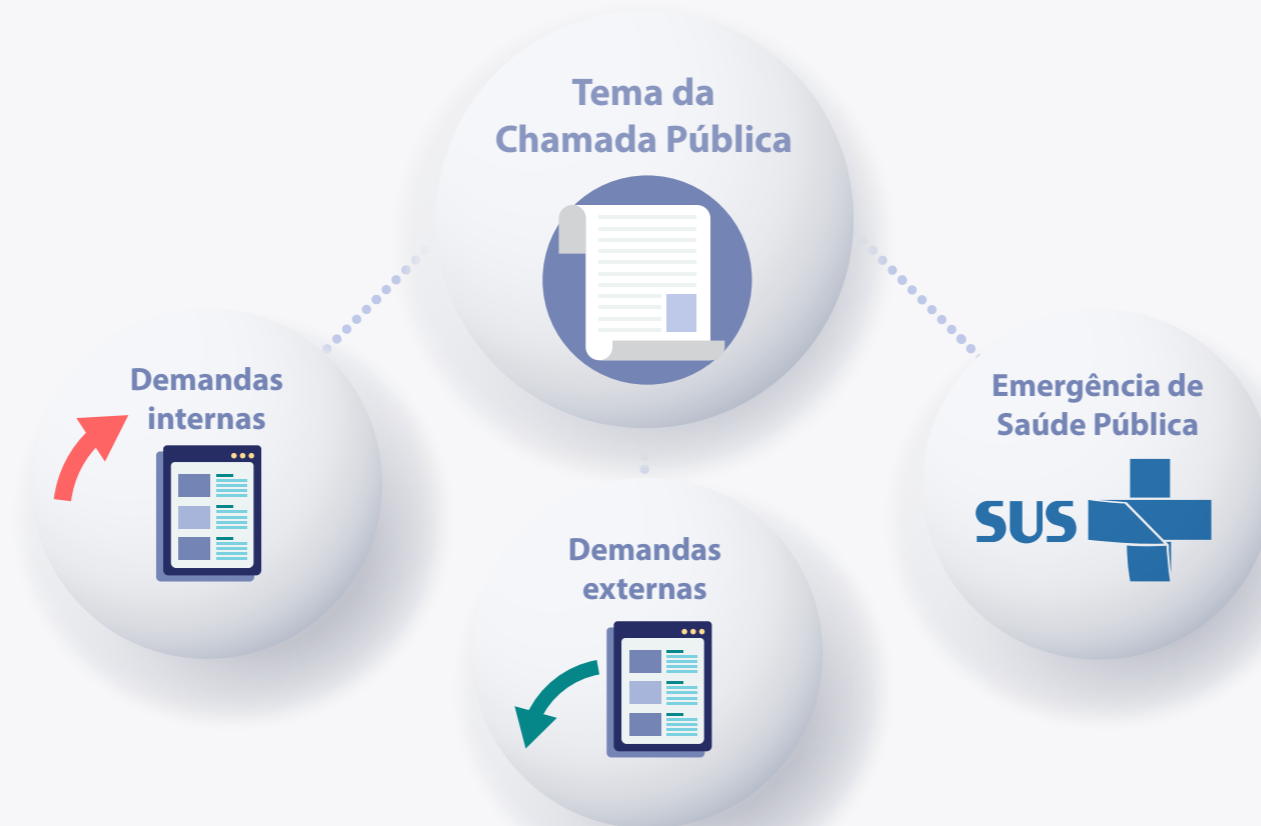 Tema da
Chamada Pública
Demandas
internas
Emergência de
Saúde Pública
SUS
Demandas
externas